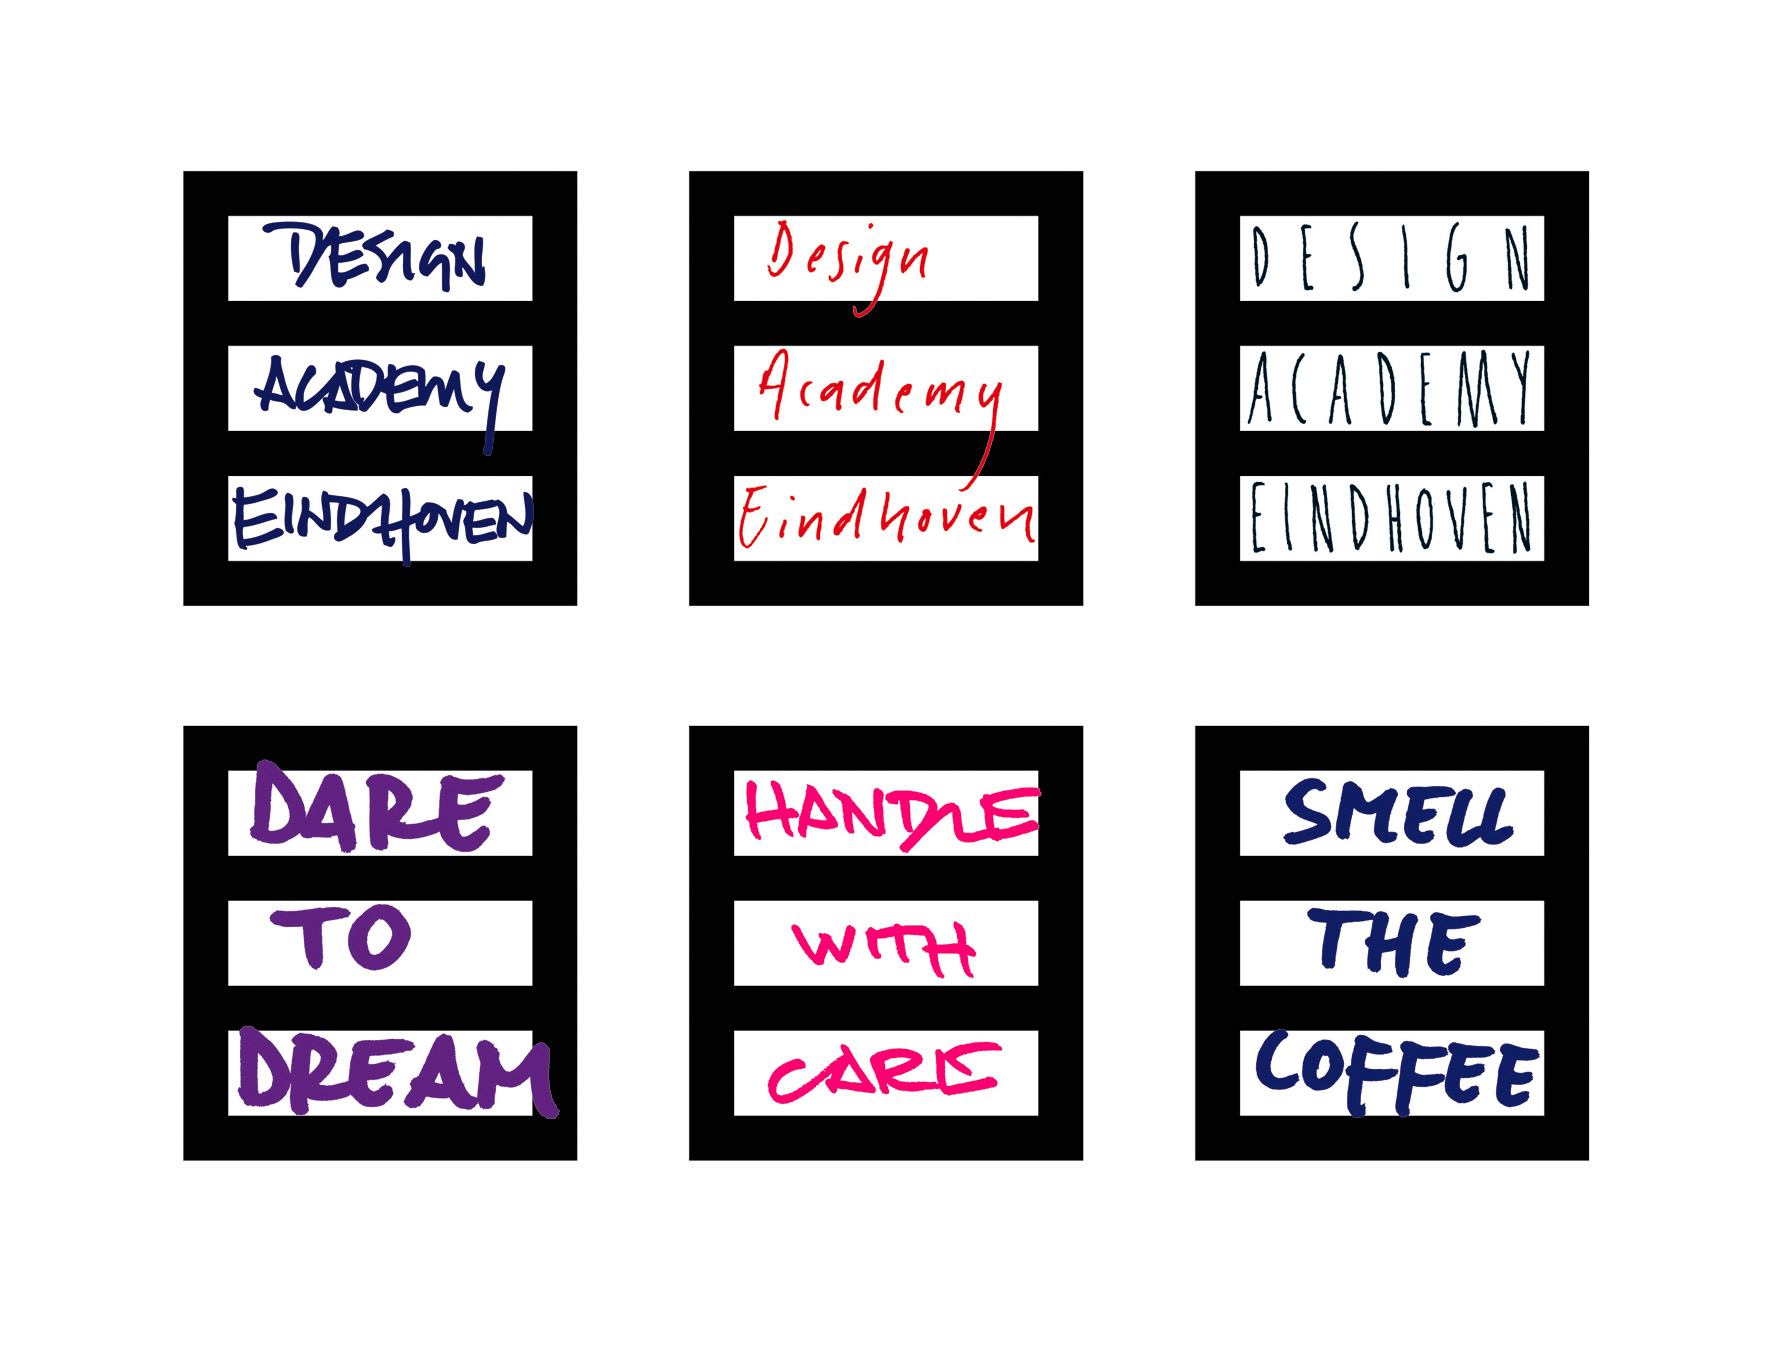 DESIGN
ACADEMY
EINDHOVEN
Design
Academy
Eindhoven
DESIGN
ACADEMY
EINDHOVEN
DARE
TO
DREAM
HANDLE
WITH
CARE
SMELL
THE
COFFEE